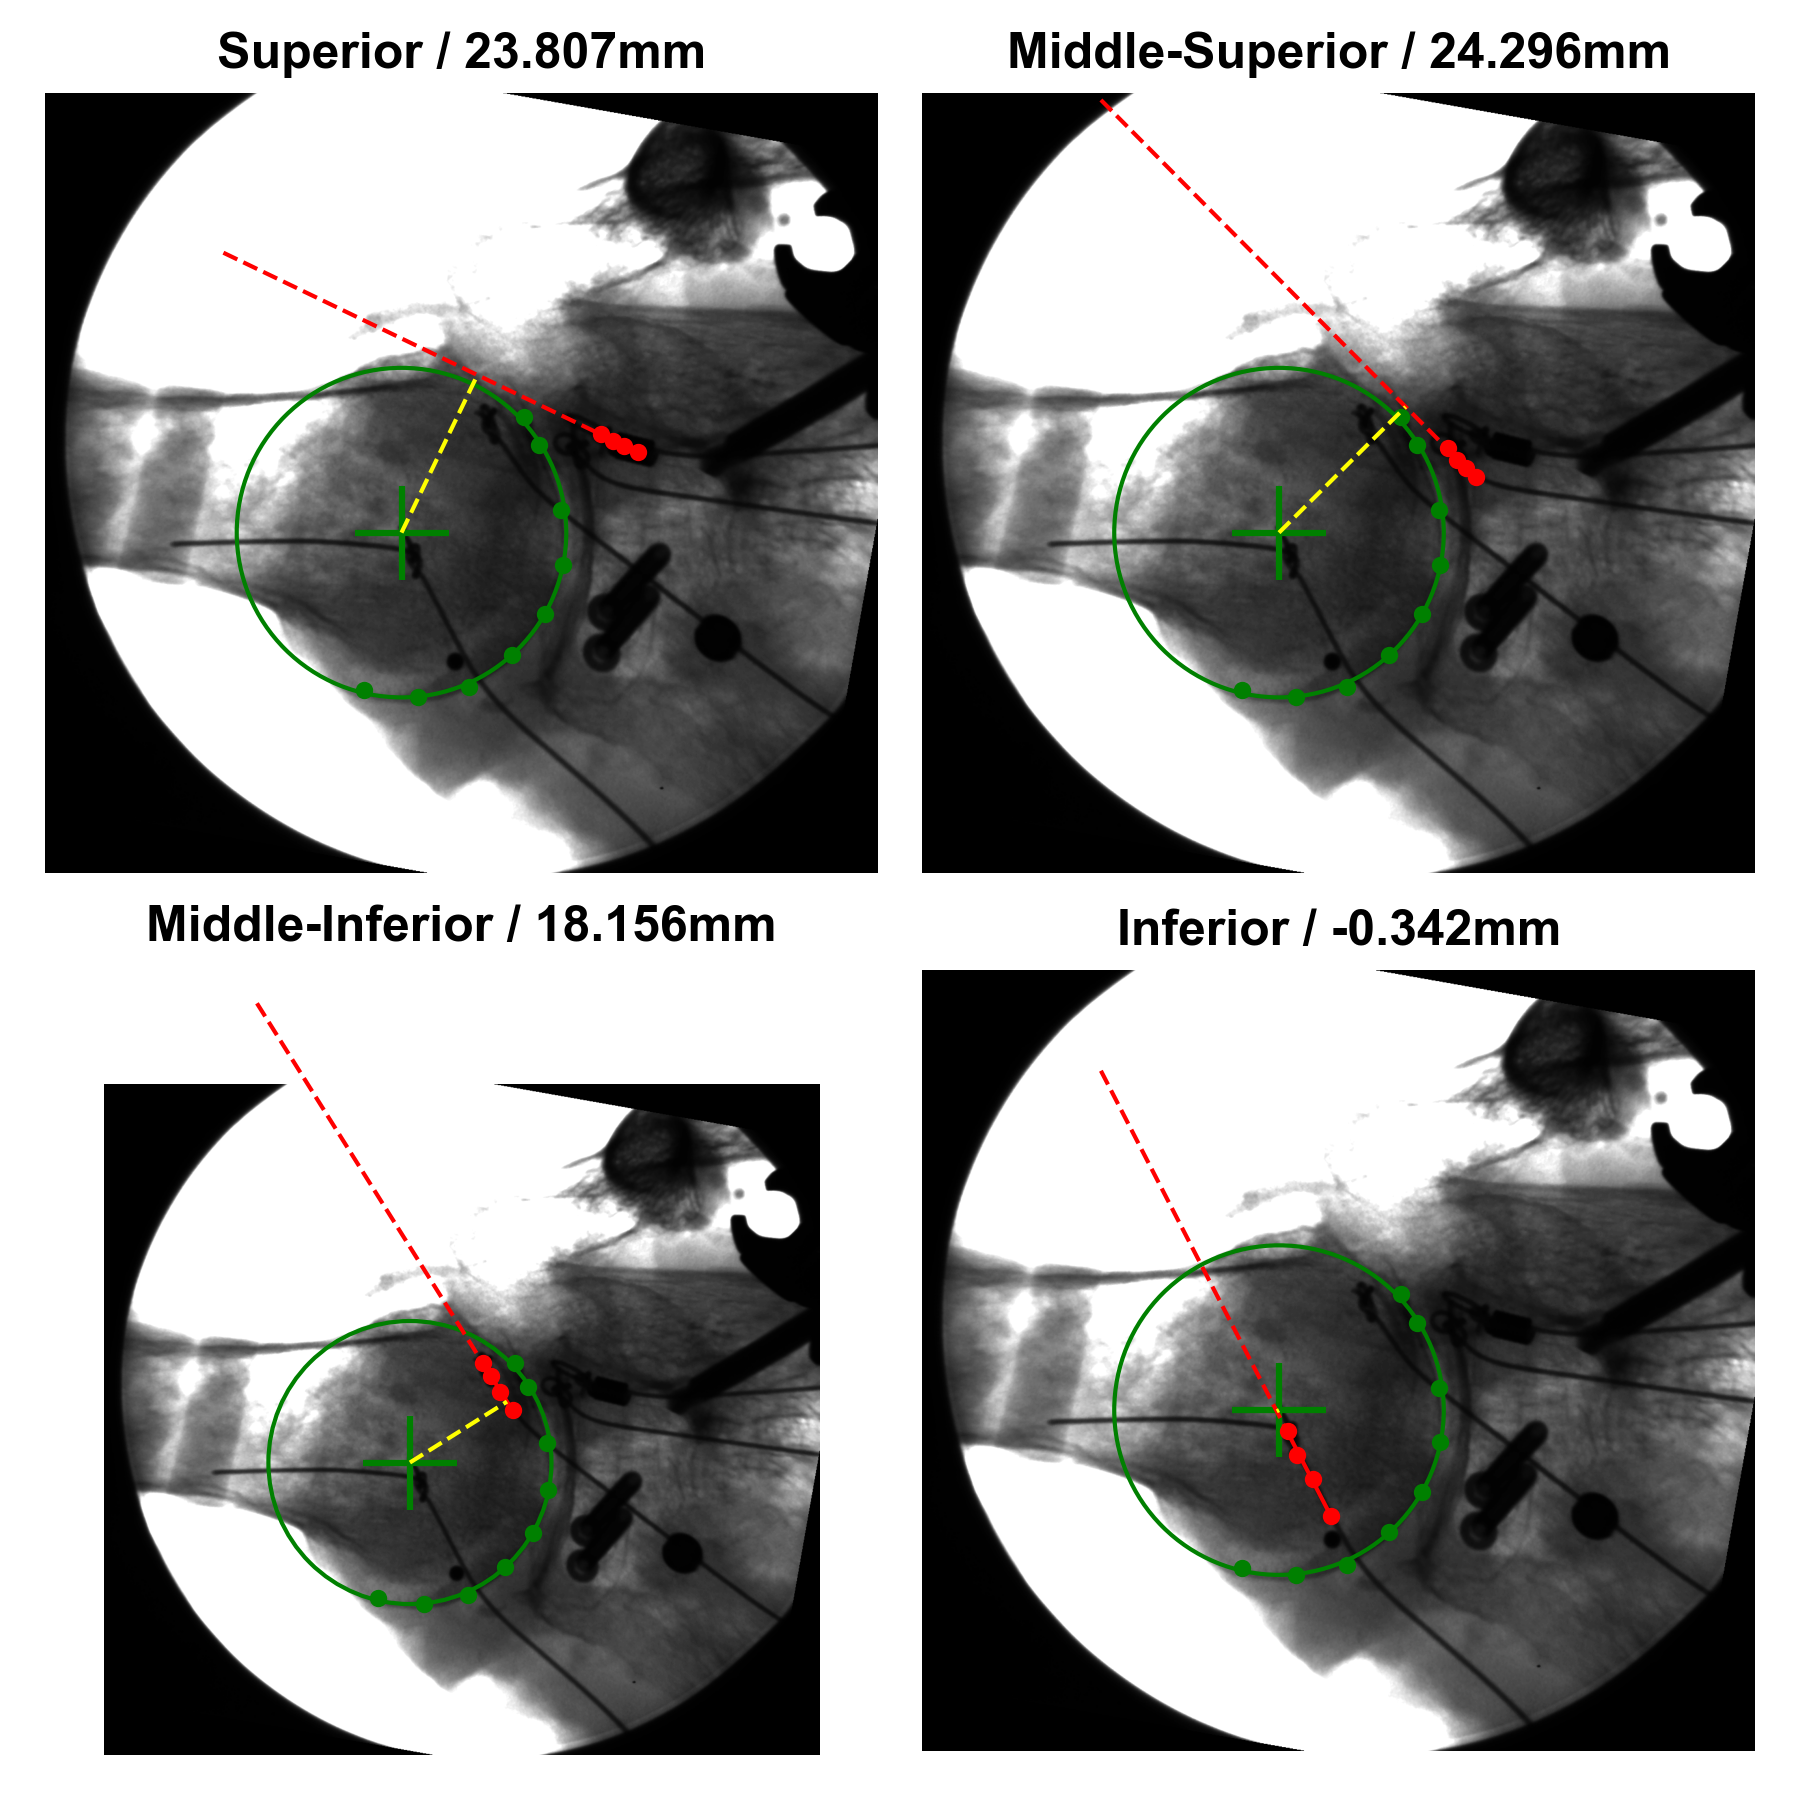 Superior / 23.807mm
Middle-Superior / 24.296mm
Middle-Inferior / 18.156mm
Inferior / -0.342mm